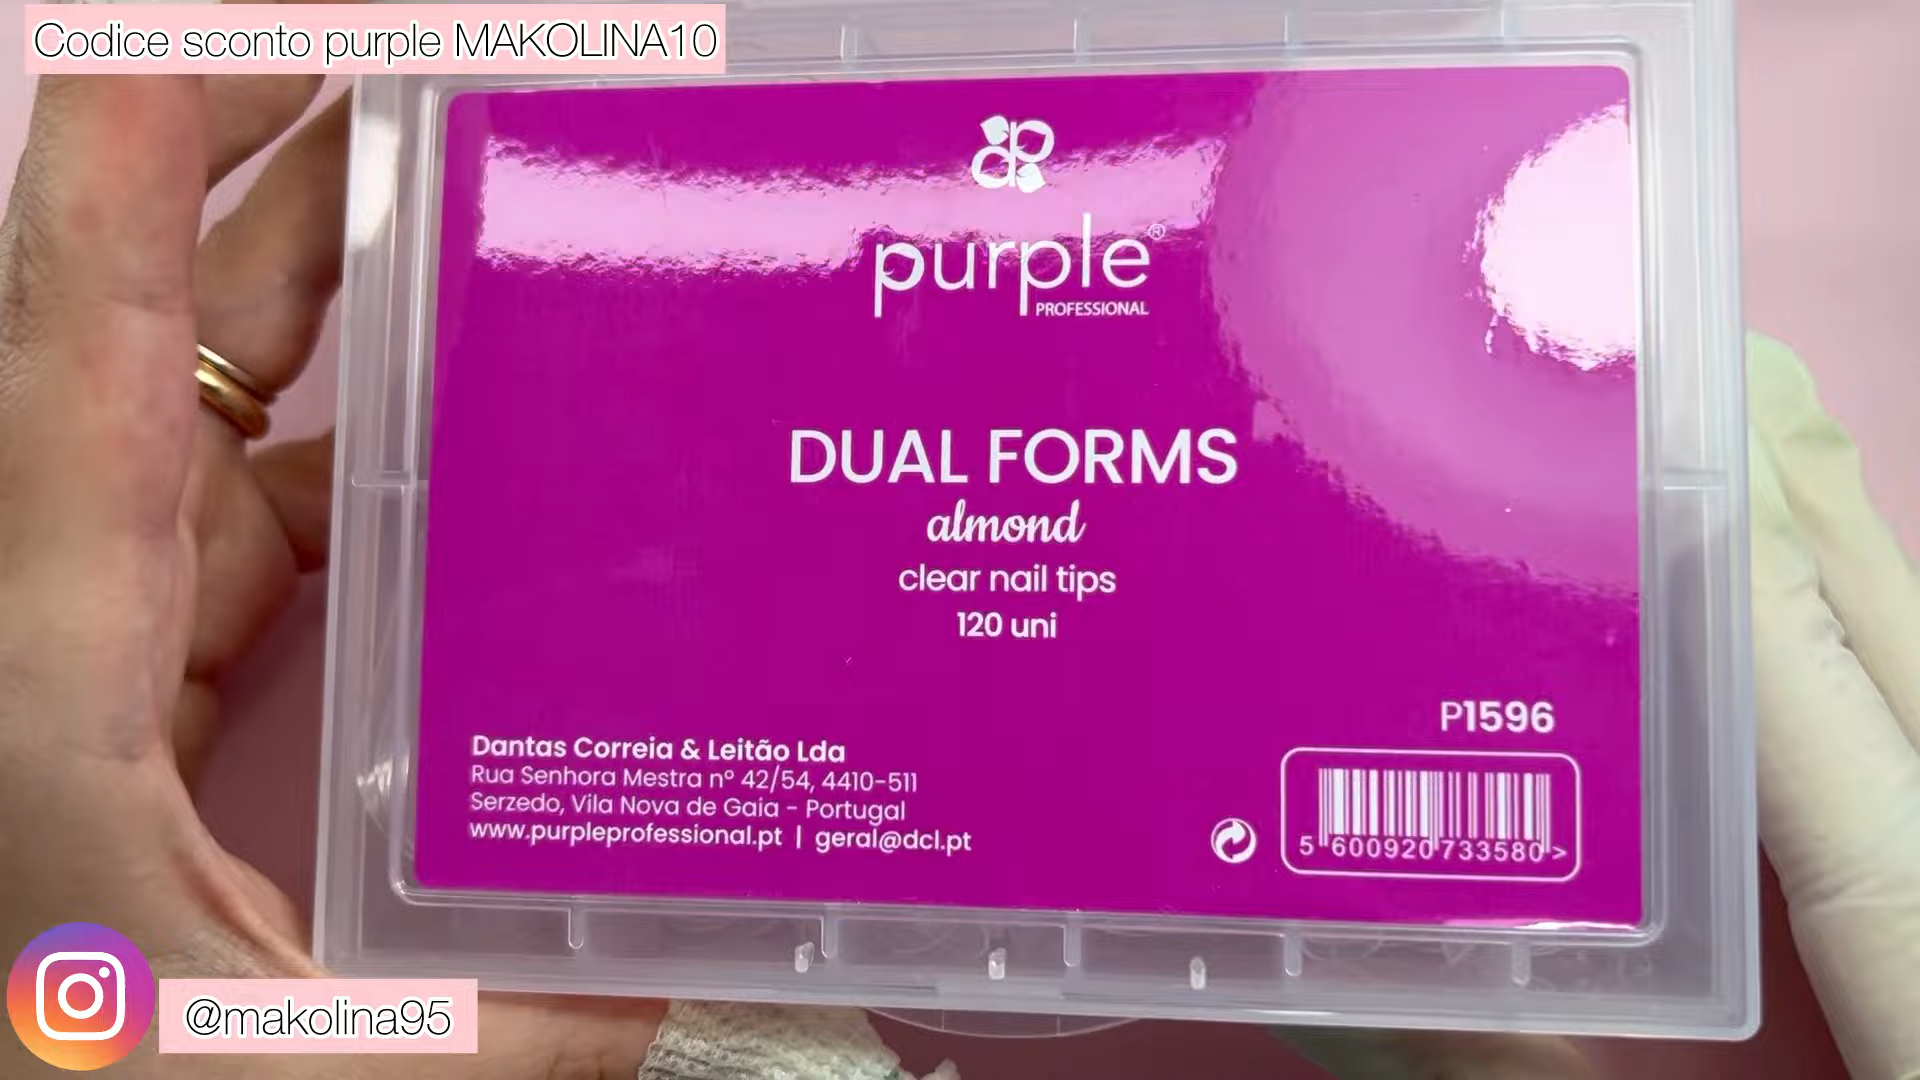 Codice sconto purple MAKOLINA10
purple®
PROFESSIONAL
DUAL FORMS
almond
clear nail tips
120 uni
P1596
Dantas Correia & Leitão Lda
Rua Senhora Mestra nº 42/54, 4410-511
Serzedo, Vila Nova de Gaia - Portugal
www.purpleprofessional.pt | geral@dcl.pt
5 600920 733580 >
@makolina95